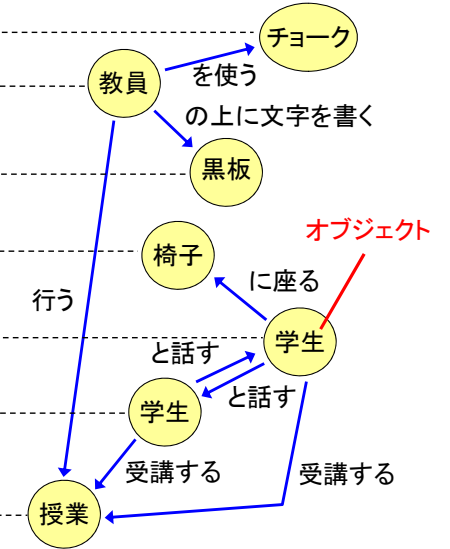 チョーク
を使う
教員
の上に文字を書く
黒板
オブジェクト
椅子
に座る
行う
学生
と話す
と話す
学生
受講する
受講する
授業